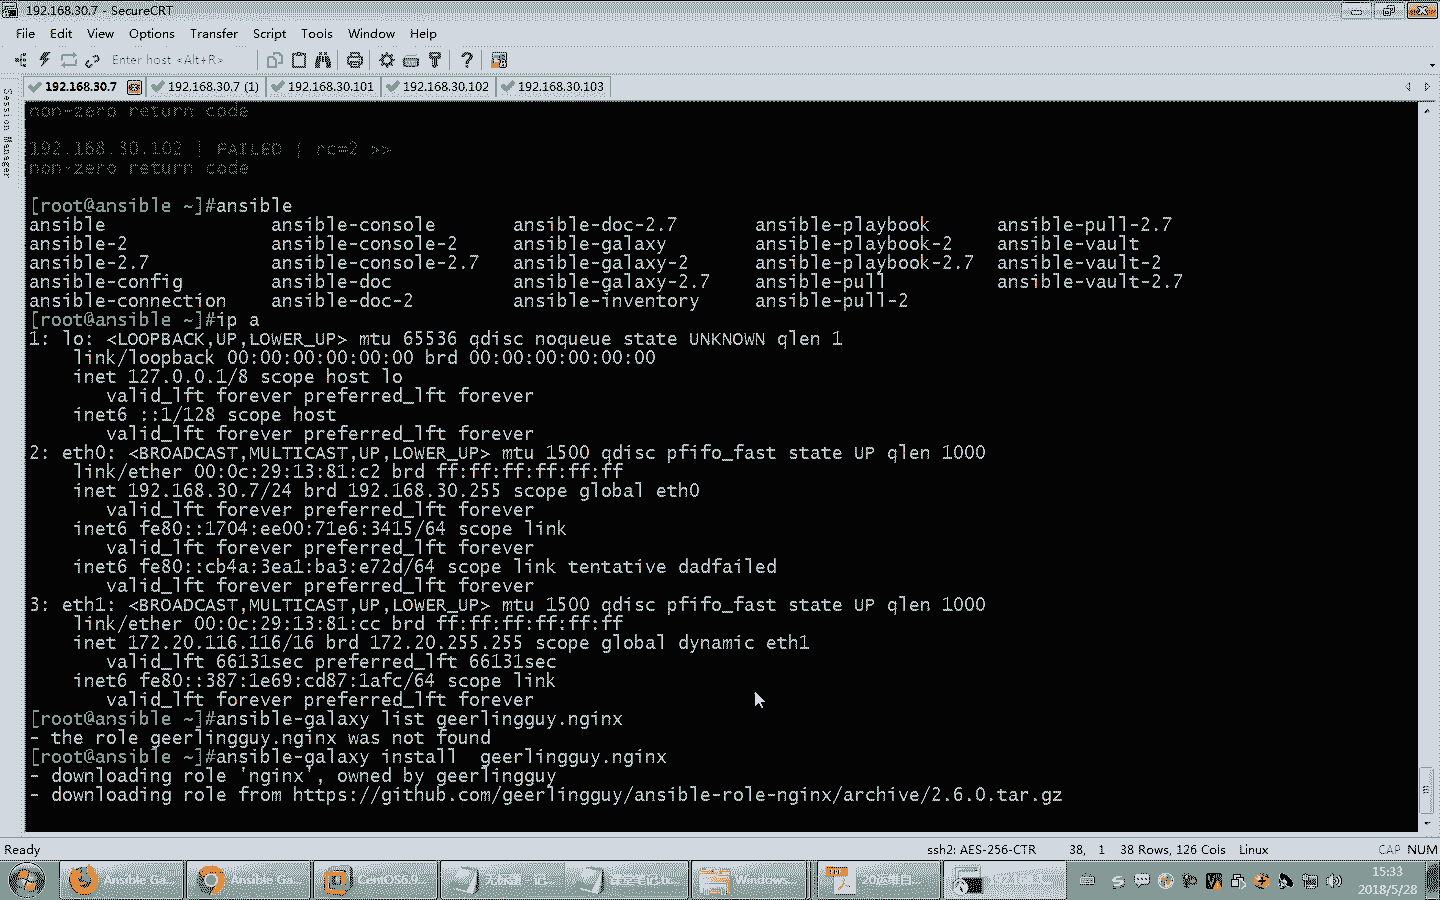 192.168.30.7 - SecureCRT
File Edit View Options Transfer Script Tools Window Help
Enter host <Alt+R>
192.168.30.7 192.168.30.7 (1) 192.168.30.101 192.168.30.102 192.168.30.103
Session Manager
non-zero return code
192.168.30.102 | FAILED | rc=2 >>
non-zero return code
[root@ansible ~]#ansible
ansible ansible-console ansible-doc-2.7 ansible-playbook ansible-pull-2.7
ansible-2 ansible-console-2 ansible-galaxy ansible-playbook-2 ansible-vault
ansible-2.7 ansible-console-2.7 ansible-galaxy-2 ansible-playbook-2.7 ansible-vault-2
ansible-config ansible-doc ansible-galaxy-2.7 ansible-pull ansible-vault-2.7
ansible-connection ansible-doc-2 ansible-inventory ansible-pull-2
[root@ansible ~]#ip a
1: lo: <LOOPBACK,UP,LOWER_UP> mtu 65536 qdisc noqueue state UNKNOWN qlen 1
link/loopback 00:00:00:00:00:00 brd 00:00:00:00:00:00
inet 127.0.0.1/8 scope host lo
valid_lft forever preferred_lft forever
inet6 ::1/128 scope host
valid_lft forever preferred_lft forever
2: eth0: <BROADCAST,MULTICAST,UP,LOWER_UP> mtu 1500 qdisc pfifo_fast state UP qlen 1000
link/ether 00:0c:29:13:81:c2 brd ff:ff:ff:ff:ff:ff
inet 192.168.30.7/24 brd 192.168.30.255 scope global eth0
valid_lft forever preferred_lft forever
inet6 fe80::1704:ee00:71e6:3415/64 scope link
valid_lft forever preferred_lft forever
inet6 fe80::cb4a:3ea1:ba3:e72d/64 scope link tentative dadfailed
valid_lft forever preferred_lft forever
3: eth1: <BROADCAST,MULTICAST,UP,LOWER_UP> mtu 1500 qdisc pfifo_fast state UP qlen 1000
link/ether 00:0c:29:13:81:cc brd ff:ff:ff:ff:ff:ff
inet 172.20.116.116/16 brd 172.20.255.255 scope global dynamic eth1
valid_lft 66131sec preferred_lft 66131sec
inet6 fe80::387:1e69:cd87:1afc/64 scope link
valid_lft forever preferred_lft forever
[root@ansible ~]#ansible-galaxy list geerlingguy.nginx
- the role geerlingguy.nginx was not found
[root@ansible ~]#ansible-galaxy install  geerlingguy.nginx
- downloading role 'nginx', owned by geerlingguy
- downloading role from https://github.com/geerlingguy/ansible-role-nginx/archive/2.6.0.tar.gz
Ready ssh2: AES-256-CTR 38, 1 38 Rows, 126 Cols Linux CAP NUM
Ansible Ga... Ansible Ga... CentOS6.9... 无标题 - 记... 课堂笔记.tx... Windows... 15:33
2018/5/28